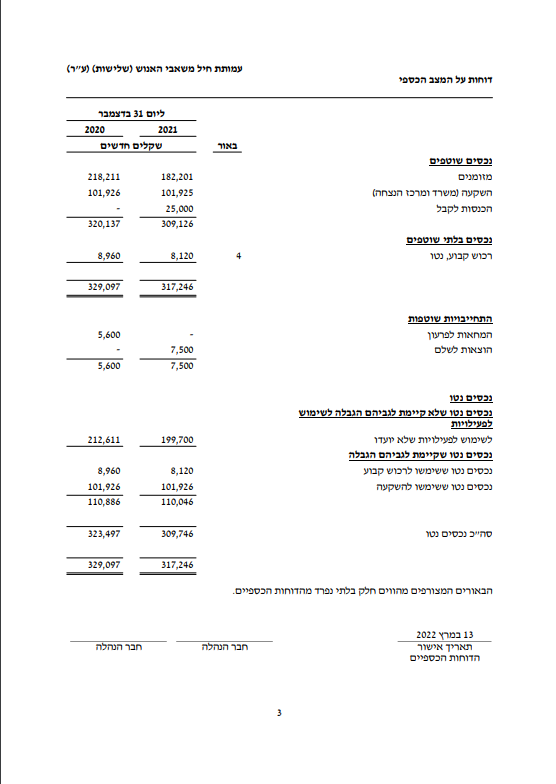 עמותת חיל משאבי האנוש (שלישות) (ע״ר)
דוחות על המצב הכספי
ליום 31 בדצמבר
2021 2020
באור שקלים חדשים
נכסים שוטפים
מזומנים 182,201 218,211
השקעה (משרד ומרכז הנצחה) 101,925 101,926
הכנסות לקבל 25,000 -
309,126 320,137
נכסים בלתי שוטפים
רכוש קבוע, נטו 4 8,120 8,960
317,246 329,097
התחייבויות שוטפות
המחאות לפרעון - 5,600
הוצאות לשלם 7,500 -
7,500 5,600
נכסים נטו
נכסים נטו שלא קיימת לגביהם הגבלה לשימוש
לפעילויות
לשימוש לפעילויות שלא יועדו 199,700 212,611
נכסים נטו שקיימת לגביהם הגבלה
נכסים נטו ששימשו לרכוש קבוע 8,120 8,960
נכסים נטו ששימשו להשקעה 101,926 101,926
110,046 110,886
סה״כ נכסים נטו 309,746 323,497
317,246 329,097
הבאורים המצורפים מהווים חלק בלתי נפרד מהדוחות הכספיים.
13 במרץ 2022
תאריך אישור חבר הנהלה חבר הנהלה
הדוחות הכספיים
3